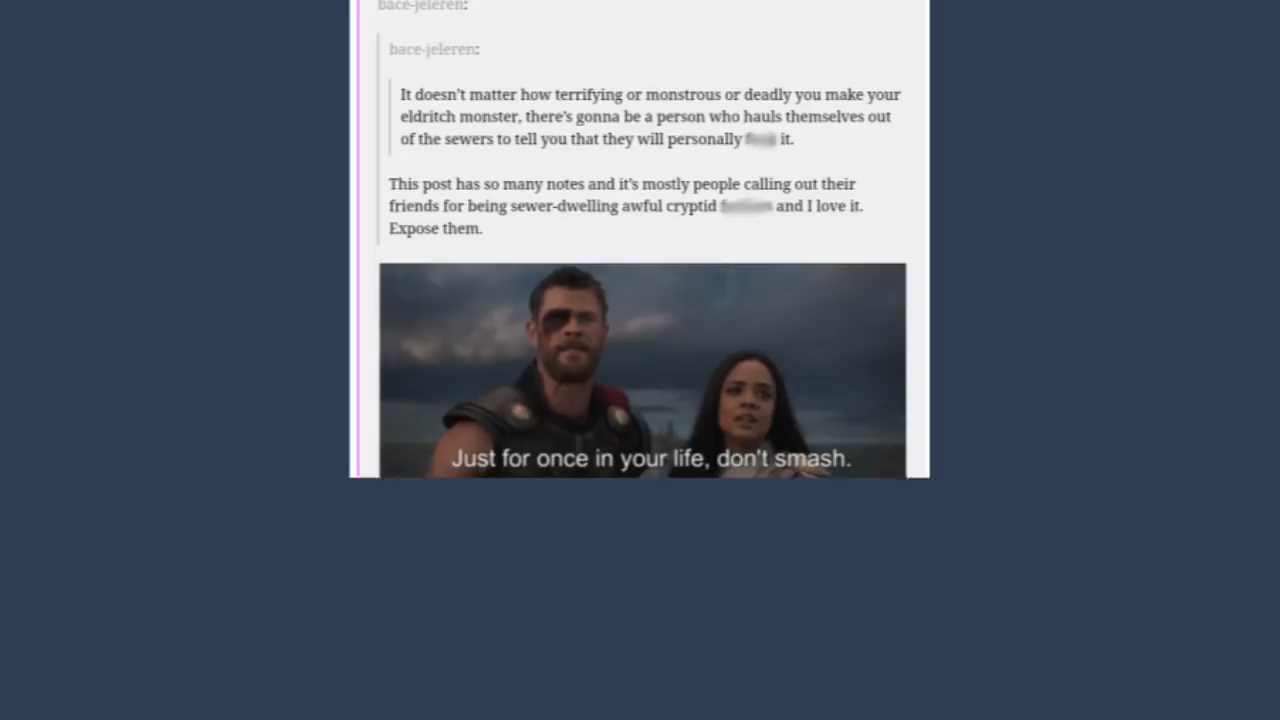 bace-jeleren:
bace-jeleren:
It doesn't matter how terrifying or monstrous or deadly you make your
eldritch monster, there's gonna be a person who hauls themselves out
of the sewers to tell you that they will personally it.
This post has so many notes and it's mostly people calling out their
friends for being sewer-dwelling awful cryptid and I love it.
Expose them.
Just for once in your life, don't smash.